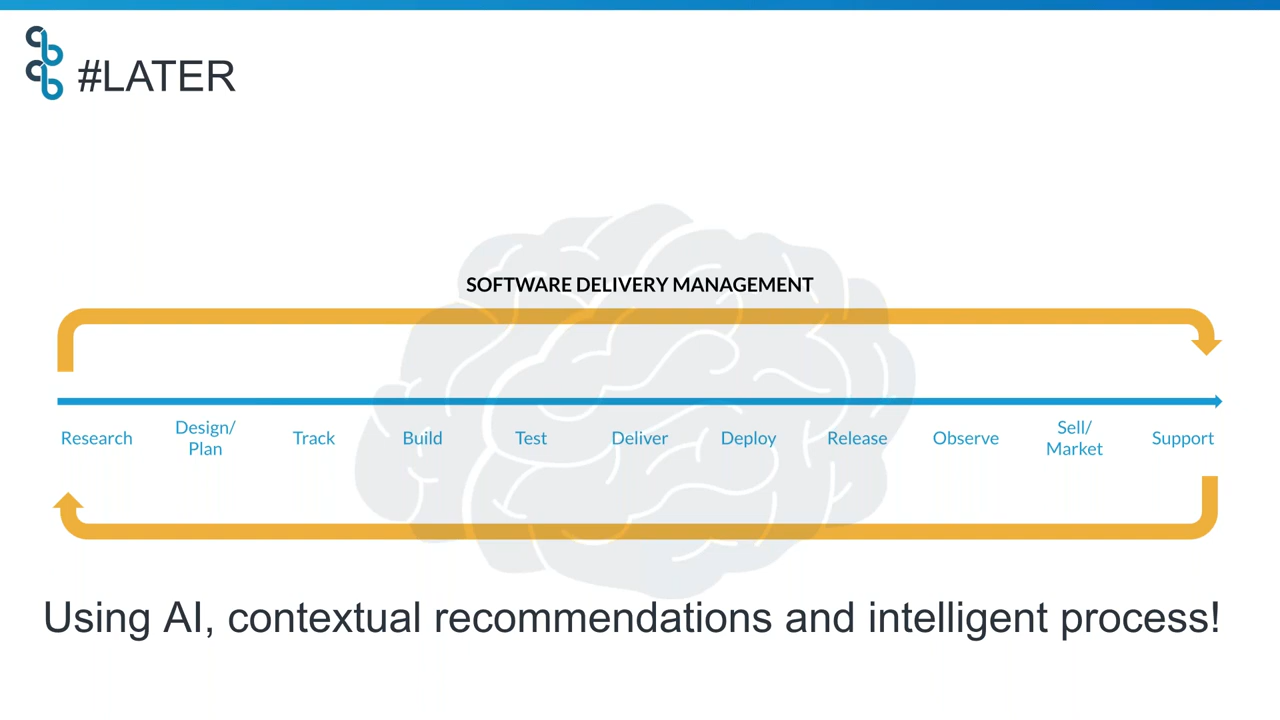 #LATER
SOFTWARE DELIVERY MANAGEMENT
Research
Design/
Plan
Track
Build
Test
Deliver
Deploy
Release
Observe
Sell/
Market
Support
Using AI, contextual recommendations and intelligent process!